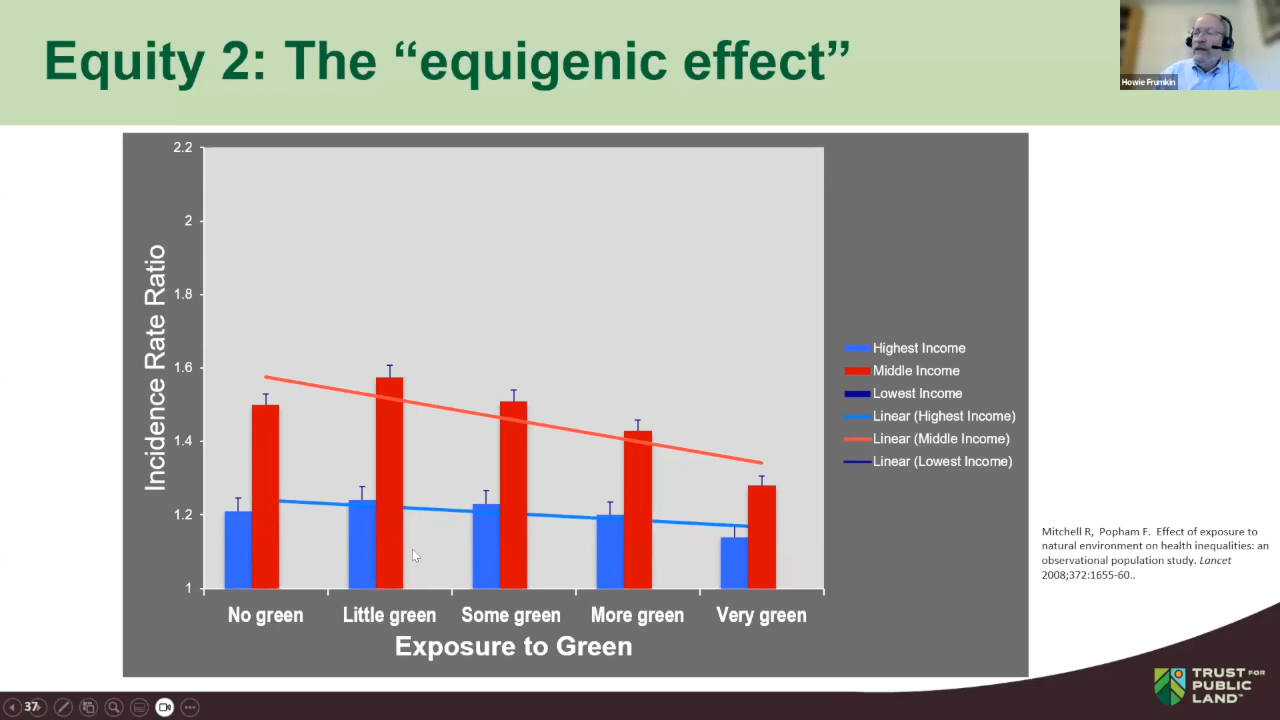 Equity 2: The “equigenic effect”
Howie Frumkin
2.2
2
1.8
1.6
1.4
1.2
1
Incidence Rate Ratio
No green
Little green
Some green
More green
Very green
Exposure to Green
Highest Income
Middle Income
Lowest Income
Linear (Highest Income)
Linear (Middle Income)
Linear (Lowest Income)
Mitchell R, Popham F. Effect of exposure to
natural environment on health inequalities: an
observational population study. Lancet
2008;372:1655-60..
37
TRUST FOR
PUBLIC
LAND™